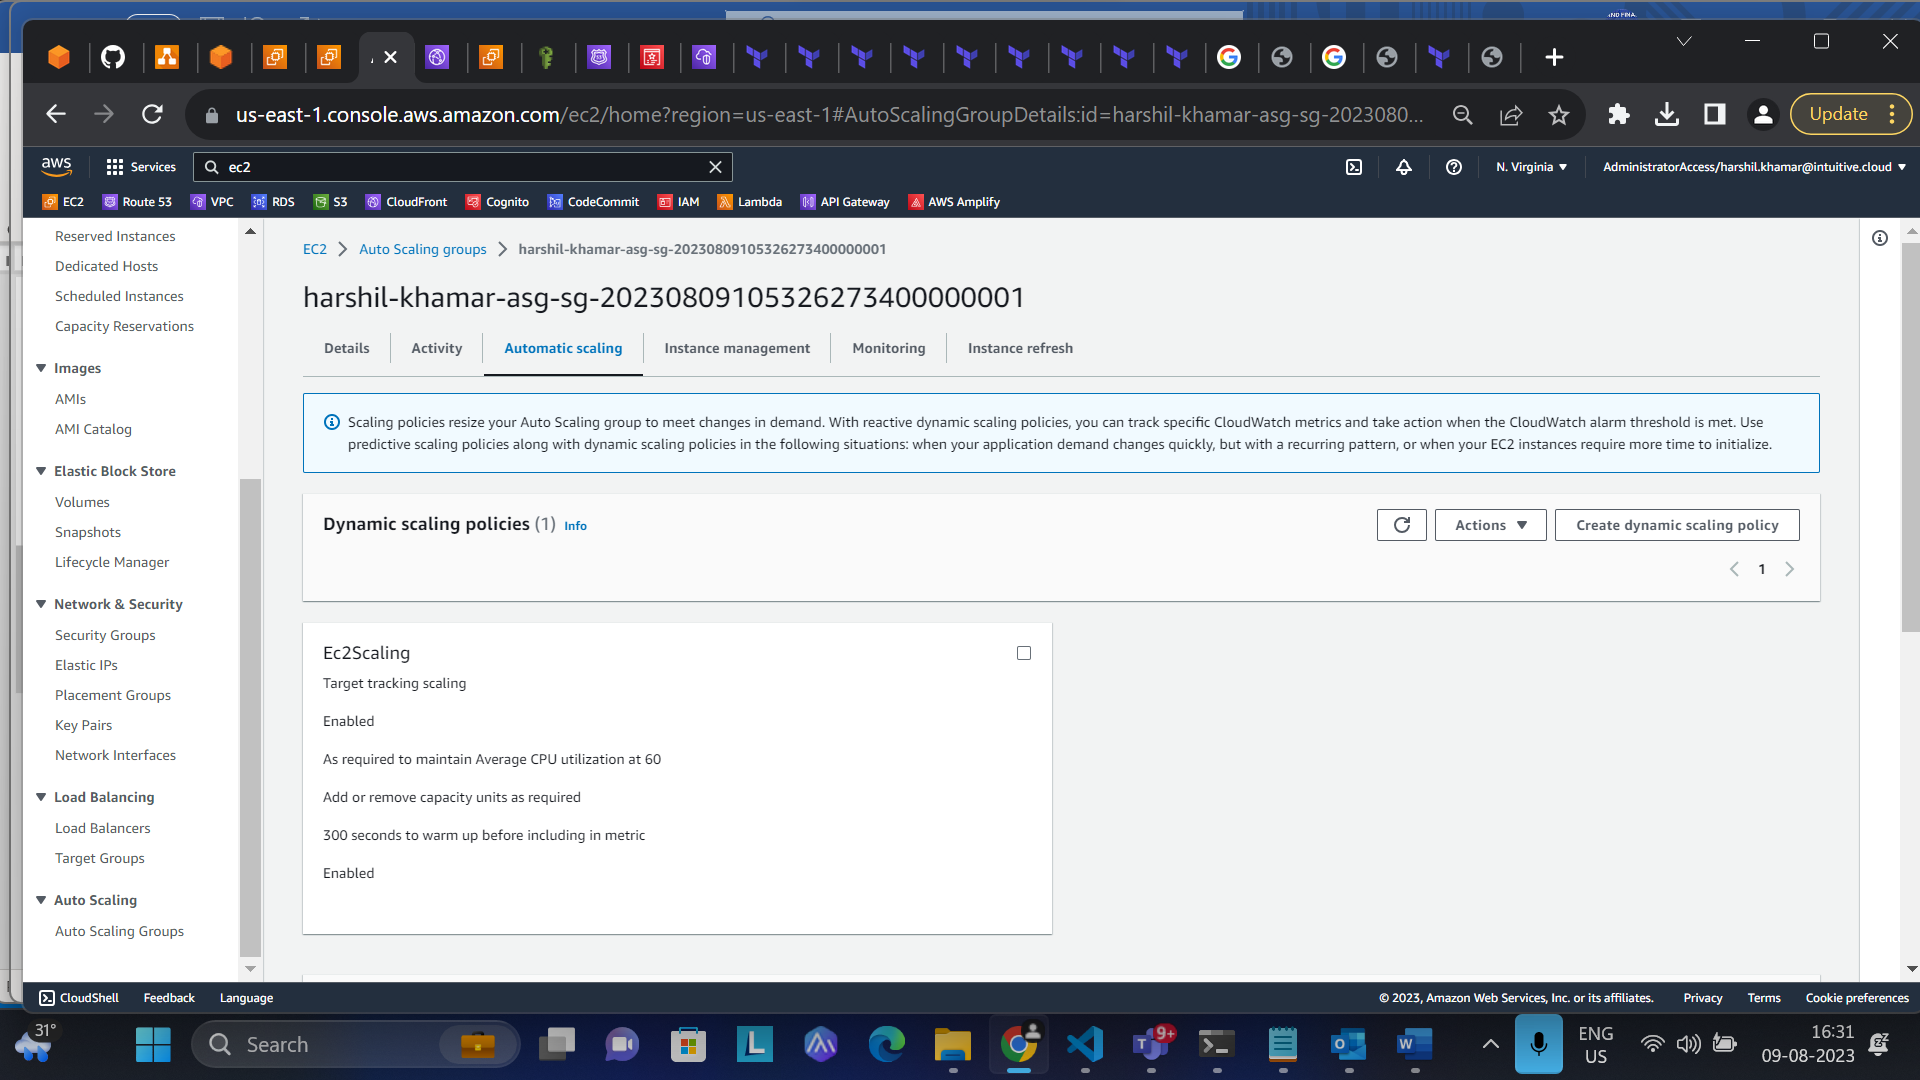 us-east-1.console.aws.amazon.com/ec2/home?region=us-east-1#AutoScalingGroupDetails:id=harshil-khamar-asg-sg-2023080...
Update
aws
Services
ec2
N. Virginia
AdministratorAccess/harshil.khamar@intuitive.cloud
EC2
Route 53
VPC
RDS
S3
CloudFront
Cognito
CodeCommit
IAM
Lambda
API Gateway
AWS Amplify
Reserved Instances
Dedicated Hosts
Scheduled Instances
Capacity Reservations
Images
AMIs
AMI Catalog
Elastic Block Store
Volumes
Snapshots
Lifecycle Manager
Network & Security
Security Groups
Elastic IPs
Placement Groups
Key Pairs
Network Interfaces
Load Balancing
Load Balancers
Target Groups
Auto Scaling
Auto Scaling Groups
EC2
Auto Scaling groups
harshil-khamar-asg-sg-20230809105326273400000001
harshil-khamar-asg-sg-20230809105326273400000001
Details
Activity
Automatic scaling
Instance management
Monitoring
Instance refresh
Scaling policies resize your Auto Scaling group to meet changes in demand. With reactive dynamic scaling policies, you can track specific CloudWatch metrics and take action when the CloudWatch alarm threshold is met. Use
predictive scaling policies along with dynamic scaling policies in the following situations: when your application demand changes quickly, but with a recurring pattern, or when your EC2 instances require more time to initialize.
Dynamic scaling policies (1) Info
Actions
Create dynamic scaling policy
1
Ec2Scaling
Target tracking scaling
Enabled
As required to maintain Average CPU utilization at 60
Add or remove capacity units as required
300 seconds to warm up before including in metric
Enabled
CloudShell
Feedback
Language
© 2023, Amazon Web Services, Inc. or its affiliates.
Privacy
Terms
Cookie preferences
31°
Search
9+
ENG
US
16:31
09-08-2023